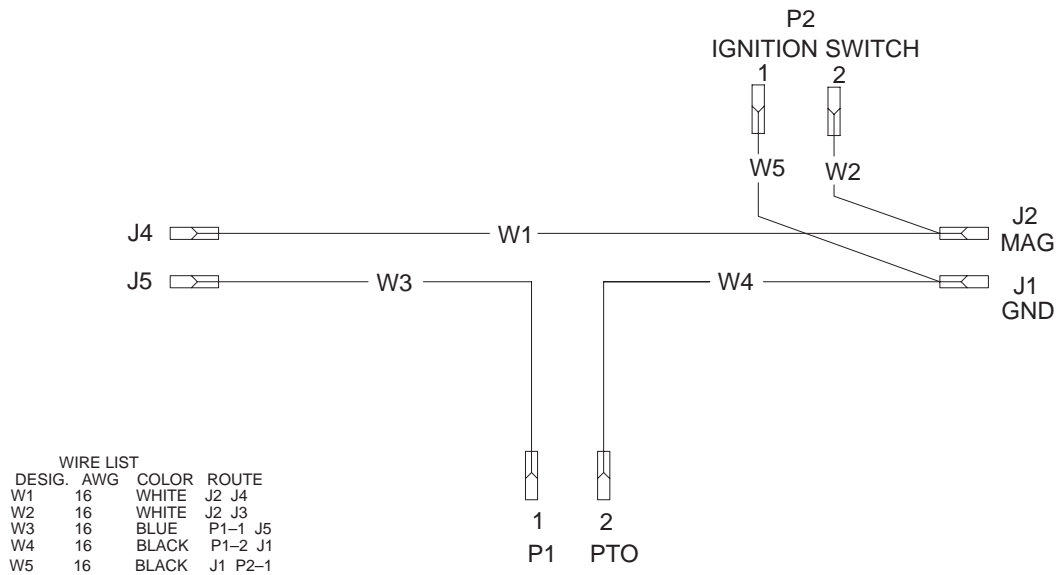 P2
IGNITION SWITCH
1 2
W5 W2
J4 W1 J2
MAG
J5 W3 W4 J1
GND
1 2
P1 PTO
WIRE LIST
DESIG. AWG COLOR ROUTE
W1 16 WHITE J2 J4
W2 16 WHITE J2 J3
W3 16 BLUE P1–1 J5
W4 16 BLACK P1–2 J1
W5 16 BLACK J1 P2–1